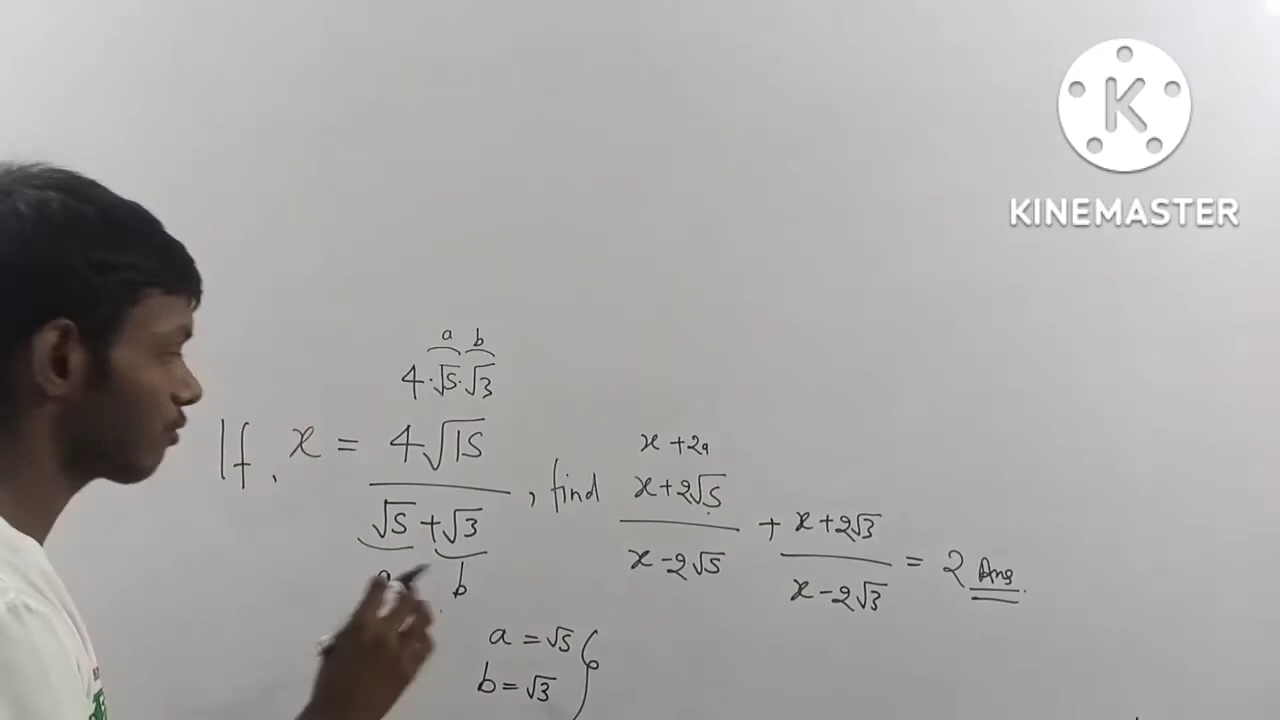 KINEMASTER
a b
4·√5·√3
If, x = 4√15 / √5 + √3, find x + 2√5 / x - 2√5 + x + 2√3 / x - 2√3 = 2 Ans.
x + 2a
b
a = √5
b = √3